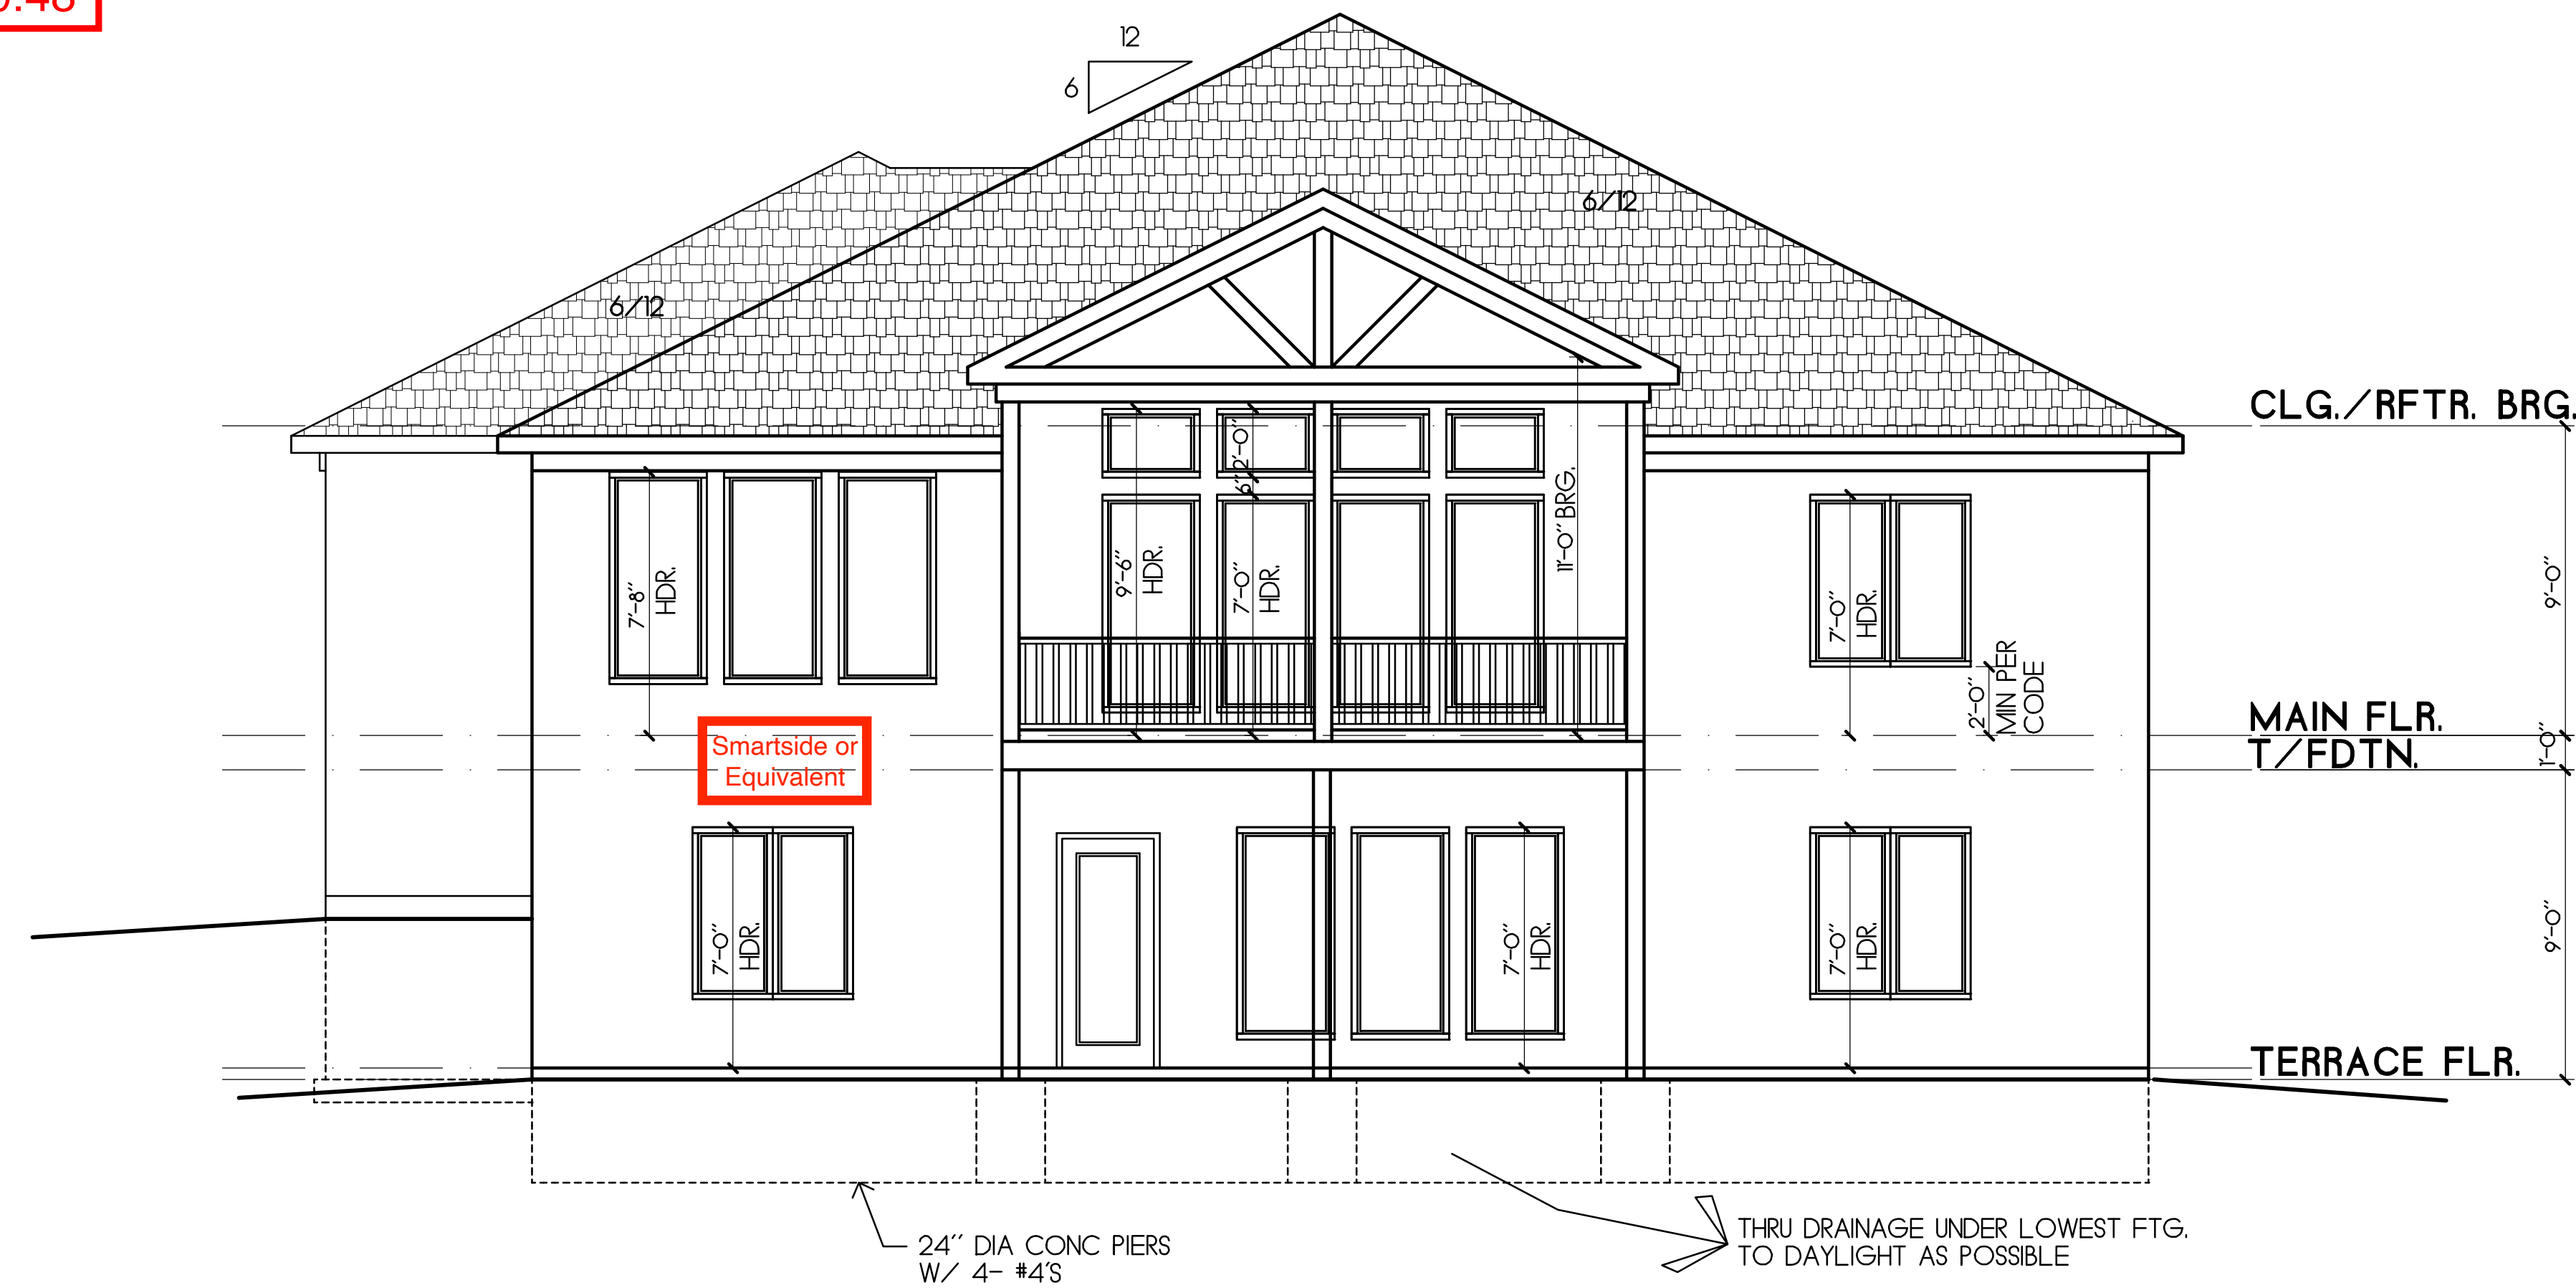 12
6
6/12
6/12
CLG./RFTR. BRG.
2'-0"
6"
9'-6"
HDR.
7'-0"
HDR.
11'-0" BRG.
7'-8"
HDR.
7'-0"
HDR.
9'-0"
2'-0"
MIN PER
CODE
MAIN FLR.
T/FDTN.
1'-0"
Smartside or
Equivalent
7'-0"
HDR.
7'-0"
HDR.
7'-0"
HDR.
9'-0"
TERRACE FLR.
24" DIA CONC PIERS
W/ 4- #4'S
THRU DRAINAGE UNDER LOWEST FTG.
TO DAYLIGHT AS POSSIBLE